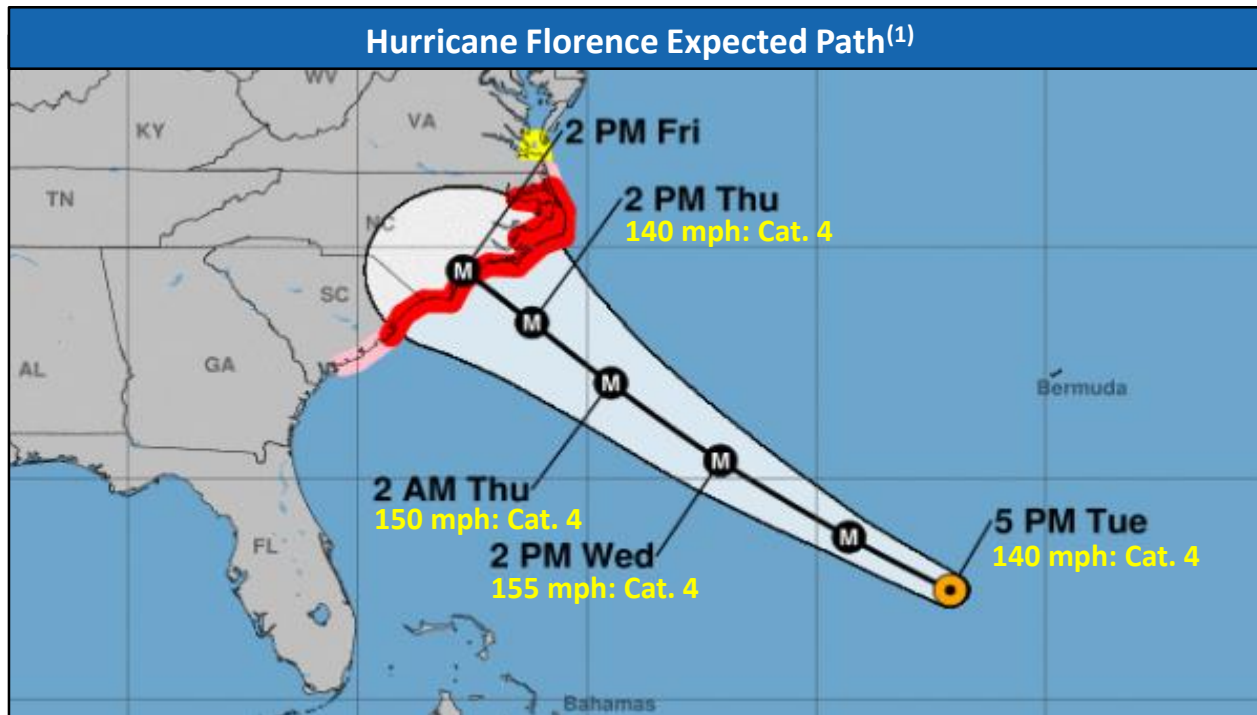 Hurricane Florence Expected Path(1)
WV
KY
VA
2 PM Fri
TN
NC
2 PM Thu
140 mph: Cat. 4
SC
AL
GA
Bermuda
2 AM Thu
150 mph: Cat. 4
5 PM Tue
140 mph: Cat. 4
FL
2 PM Wed
155 mph: Cat. 4
Bahamas
M
M
M
M
M